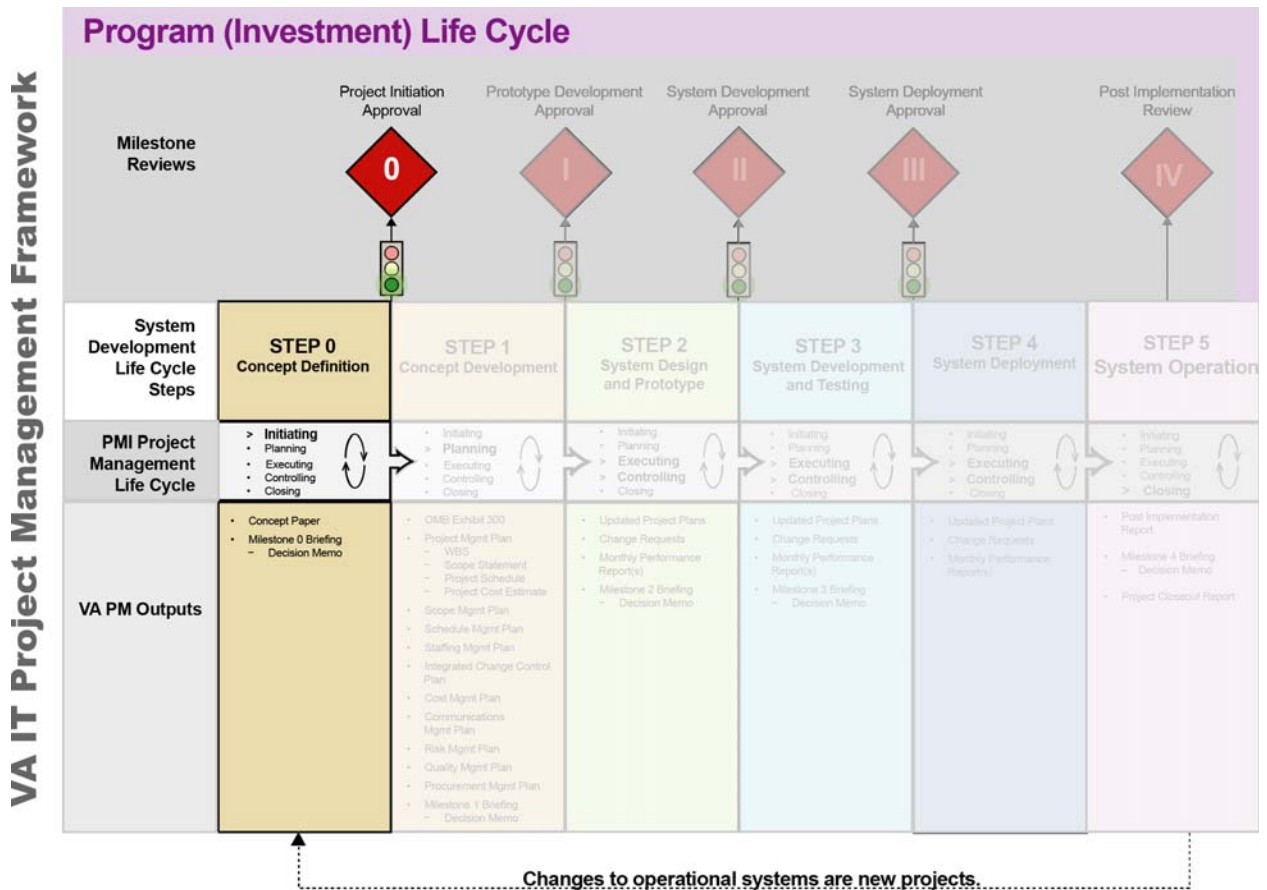 VA IT Project Management Framework
Program (Investment) Life Cycle
Milestone
Reviews
Project Initiation
Approval
0
Prototype Development
Approval
I
System Development
Approval
II
System Deployment
Approval
III
Post Implementation
Review
IV
System
Development
Life Cycle
Steps
STEP 0
Concept Definition
STEP 1
Concept Development
STEP 2
System Design
and Prototype
STEP 3
System Development
and Testing
STEP 4
System Deployment
STEP 5
System Operation
PMI Project
Management
Life Cycle
> Initiating
• Planning
• Executing
• Controlling
• Closing
• Initiating
> Planning
• Executing
• Controlling
• Closing
• Initiating
• Planning
> Executing
> Controlling
• Closing
• Initiating
• Planning
> Executing
> Controlling
• Closing
• Initiating
• Planning
> Executing
> Controlling
• Closing
• Initiating
• Planning
• Executing
• Controlling
> Closing
VA PM Outputs
• Concept Paper
• Milestone 0 Briefing
– Decision Memo
• OMB Exhibit 300
• Project Mgmt Plan
– WBS
– Scope Statement
– Project Schedule
– Project Cost Estimate
• Scope Mgmt Plan
• Schedule Mgmt Plan
• Staffing Mgmt Plan
• Integrated Change Control
Plan
• Cost Mgmt Plan
• Communications
Mgmt Plan
• Risk Mgmt Plan
• Quality Mgmt Plan
• Procurement Mgmt Plan
• Milestone 1 Briefing
– Decision Memo
• Updated Project Plans
• Change Requests
• Monthly Performance
Report(s)
• Milestone 2 Briefing
– Decision Memo
• Updated Project Plans
• Change Requests
• Monthly Performance
Report(s)
• Milestone 3 Briefing
– Decision Memo
• Updated Project Plans
• Change Requests
• Monthly Performance
Report(s)
• Post Implementation
Report
• Milestone 4 Briefing
– Decision Memo
• Project Closeout Report
Changes to operational systems are new projects.